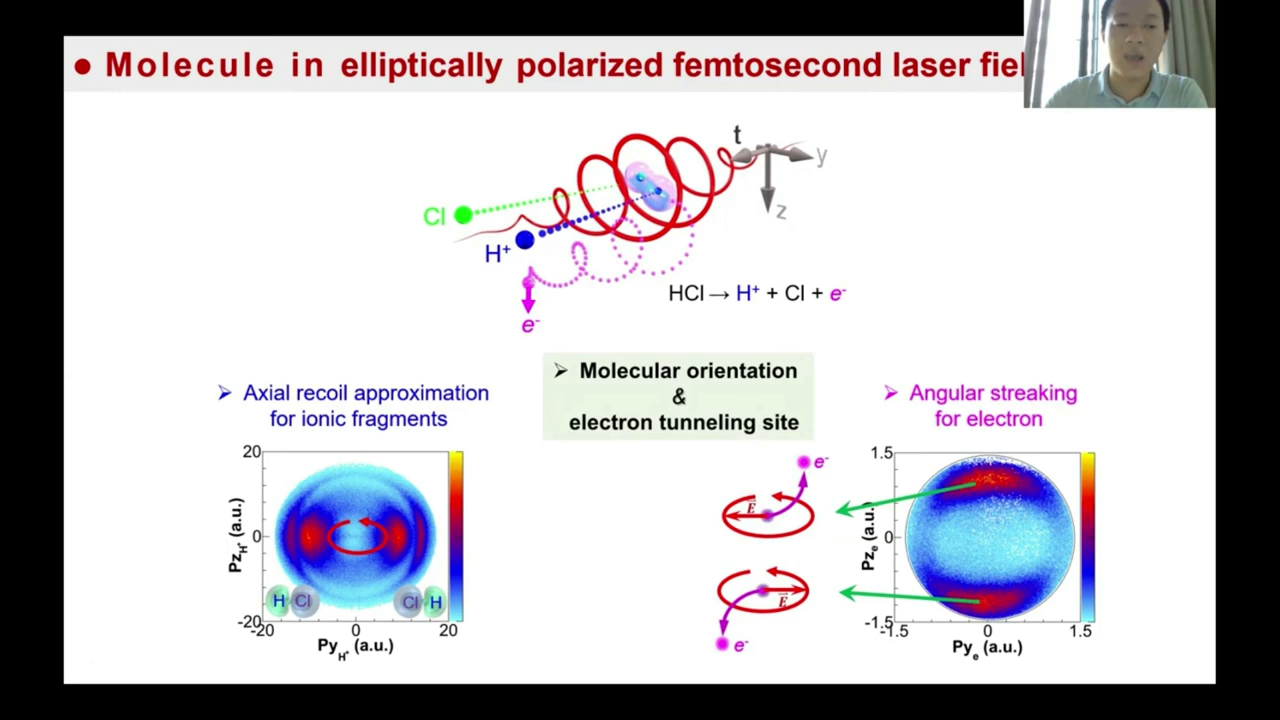 ● Molecule in elliptically polarized femtosecond laser
t
y
z
Cl
H⁺
e⁻
HCl → H⁺ + Cl + e⁻
➢ Molecular orientation
&
electron tunneling site
➢ Axial recoil approximation
for ionic fragments
➢ Angular streaking
for electron
20
0
-20
Pz_H⁺ (a.u.)
H Cl
Cl H
-20
0
20
Py_H⁺ (a.u.)
e⁻
E
E
e⁻
1.5
0
-1.5
Pz_e (a.u.)
-1.5
0
1.5
Py_e (a.u.)